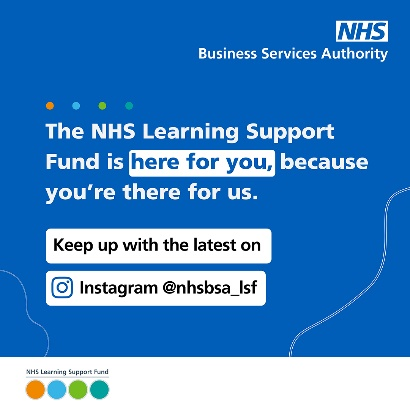 NHS
Business Services Authority
The NHS Learning Support
Fund is here for you, because
you're there for us.
Keep up with the latest on
Instagram @nhsbsa_lsf
NHS Learning Support Fund